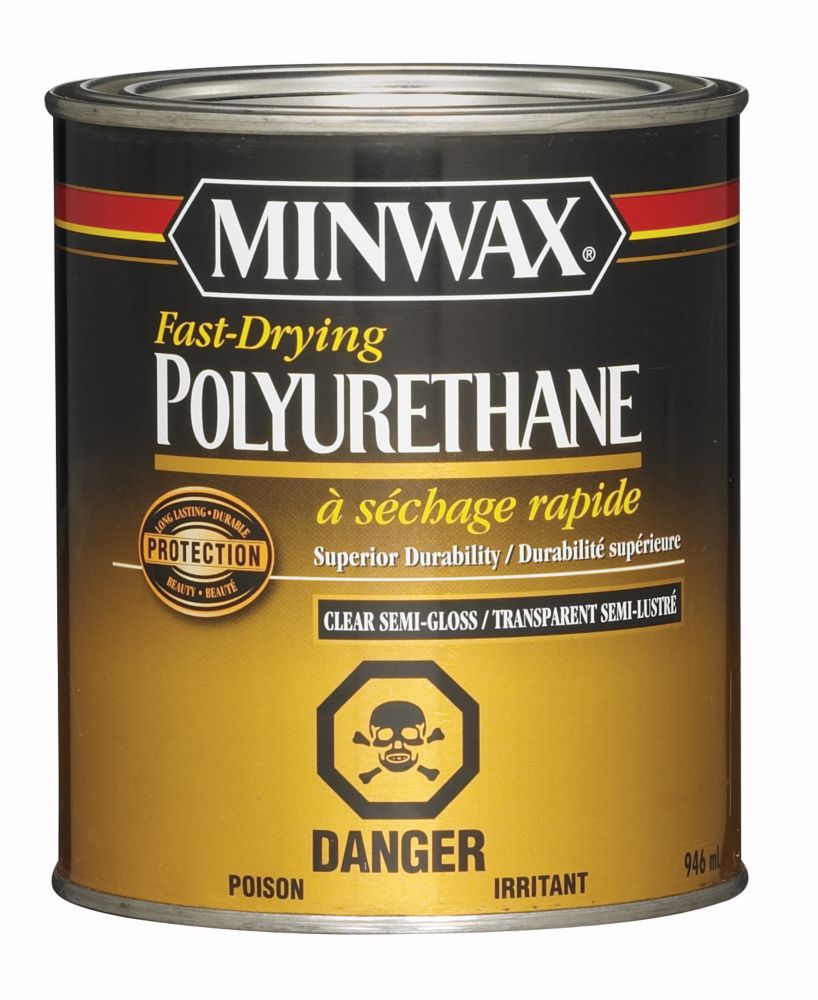 MINWAX®
Fast-Drying
POLYURETHANE
à séchage rapide
LONG LASTING • DURABLE
PROTECTION
BEAUTY • BEAUTÉ
Superior Durability / Durabilité supérieure
CLEAR SEMI-GLOSS / TRANSPARENT SEMI-LUSTRÉ
DANGER
POISON IRRITANT
946 mL